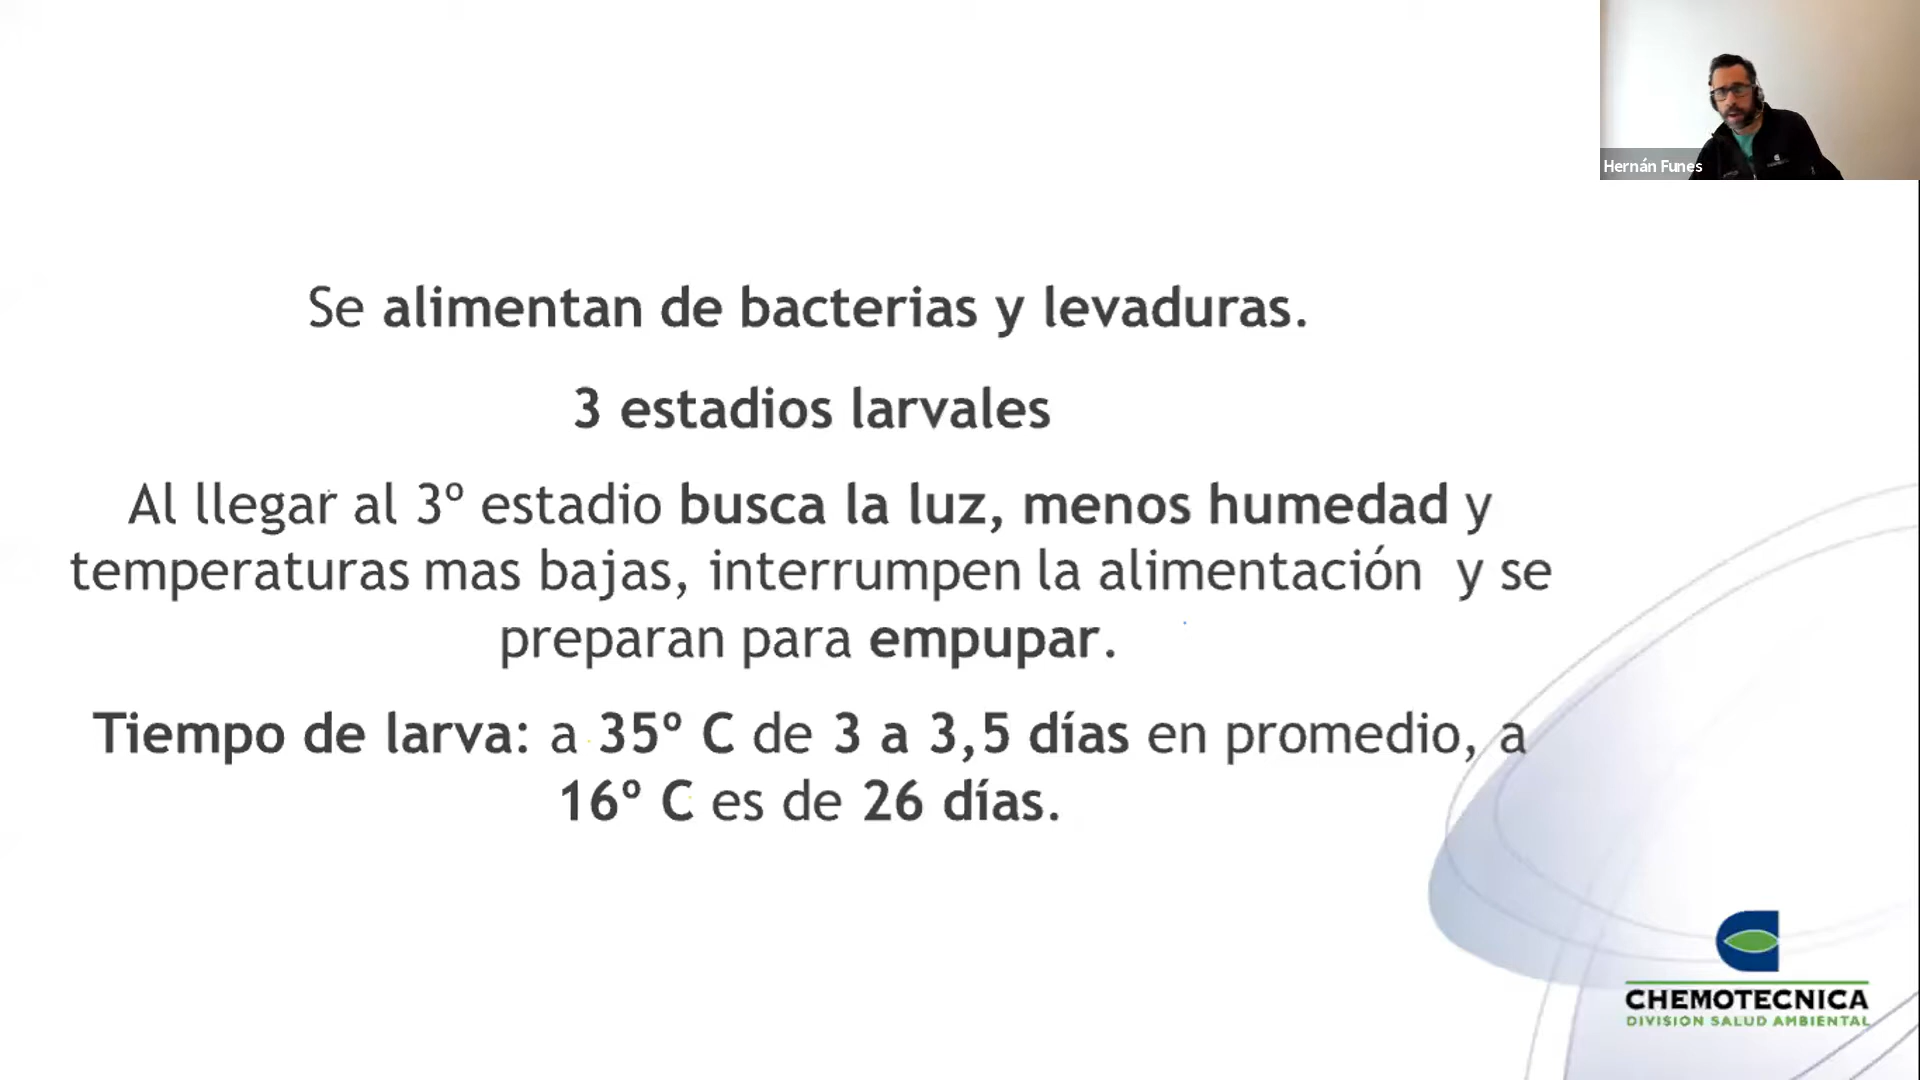 Hernán Funes
Se alimentan de bacterias y levaduras.
3 estadios larvales
Al llegar al 3º estadio busca la luz, menos humedad y
temperaturas mas bajas, interrumpen la alimentación y se
preparan para empupar.
Tiempo de larva: a 35º C de 3 a 3,5 días en promedio, a
16º C es de 26 días.
CHEMOTECNICA
DIVISION SALUD AMBIENTAL